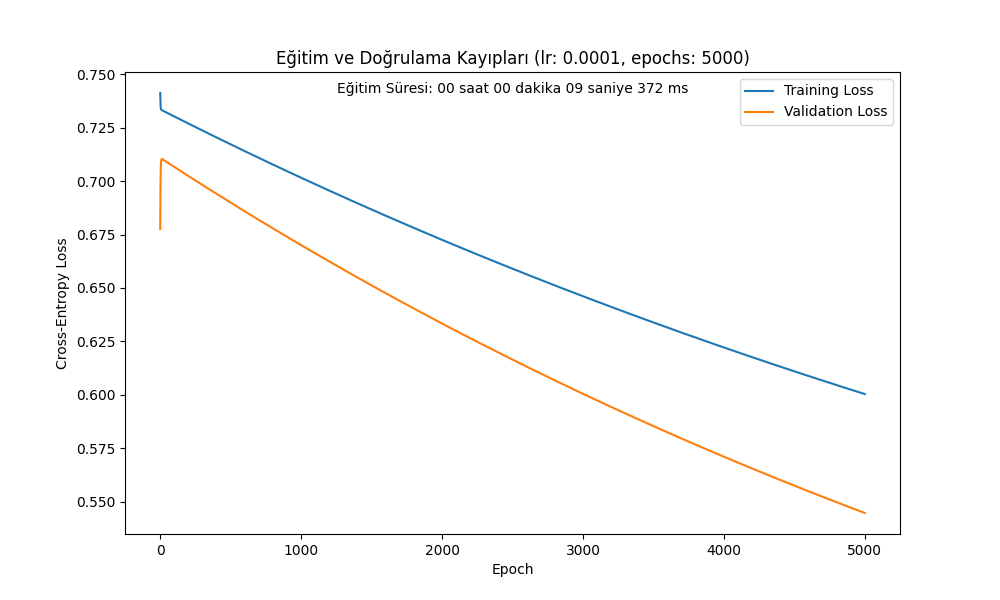 Eğitim ve Doğrulama Kayıpları (lr: 0.0001, epochs: 5000)
Eğitim Süresi: 00 saat 00 dakika 09 saniye 372 ms
Training Loss
Validation Loss
Cross-Entropy Loss
0.750
0.725
0.700
0.675
0.650
0.625
0.600
0.575
0.550
0
1000
2000
3000
4000
5000
Epoch